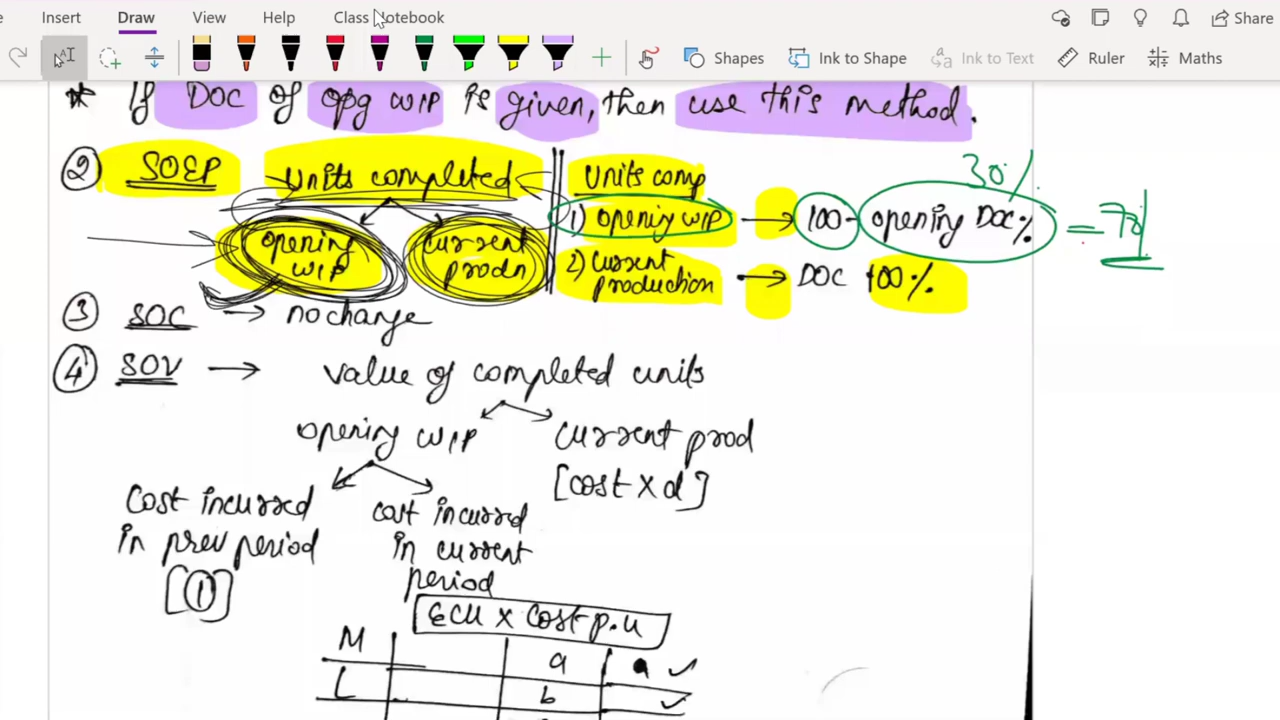 Insert Draw View Help Class Notebook Share
Shapes Ink to Shape Ink to Text Ruler Maths
* If DOC of opg WIP is given, then use this method.
② SOEP Units completed Units comp
30%
1) opening WIP → 100 - opening DOC% = 70%
opening WIP current prodn
2) Current production → DOC 100%
③ SOC → no change
④ SOV → value of completed units
opening WIP current prod
[cost x d]
Cost incurred in prev period
[①]
cost incurred in current period
ECU x Cost p.u
M a a ✓
L b ✓